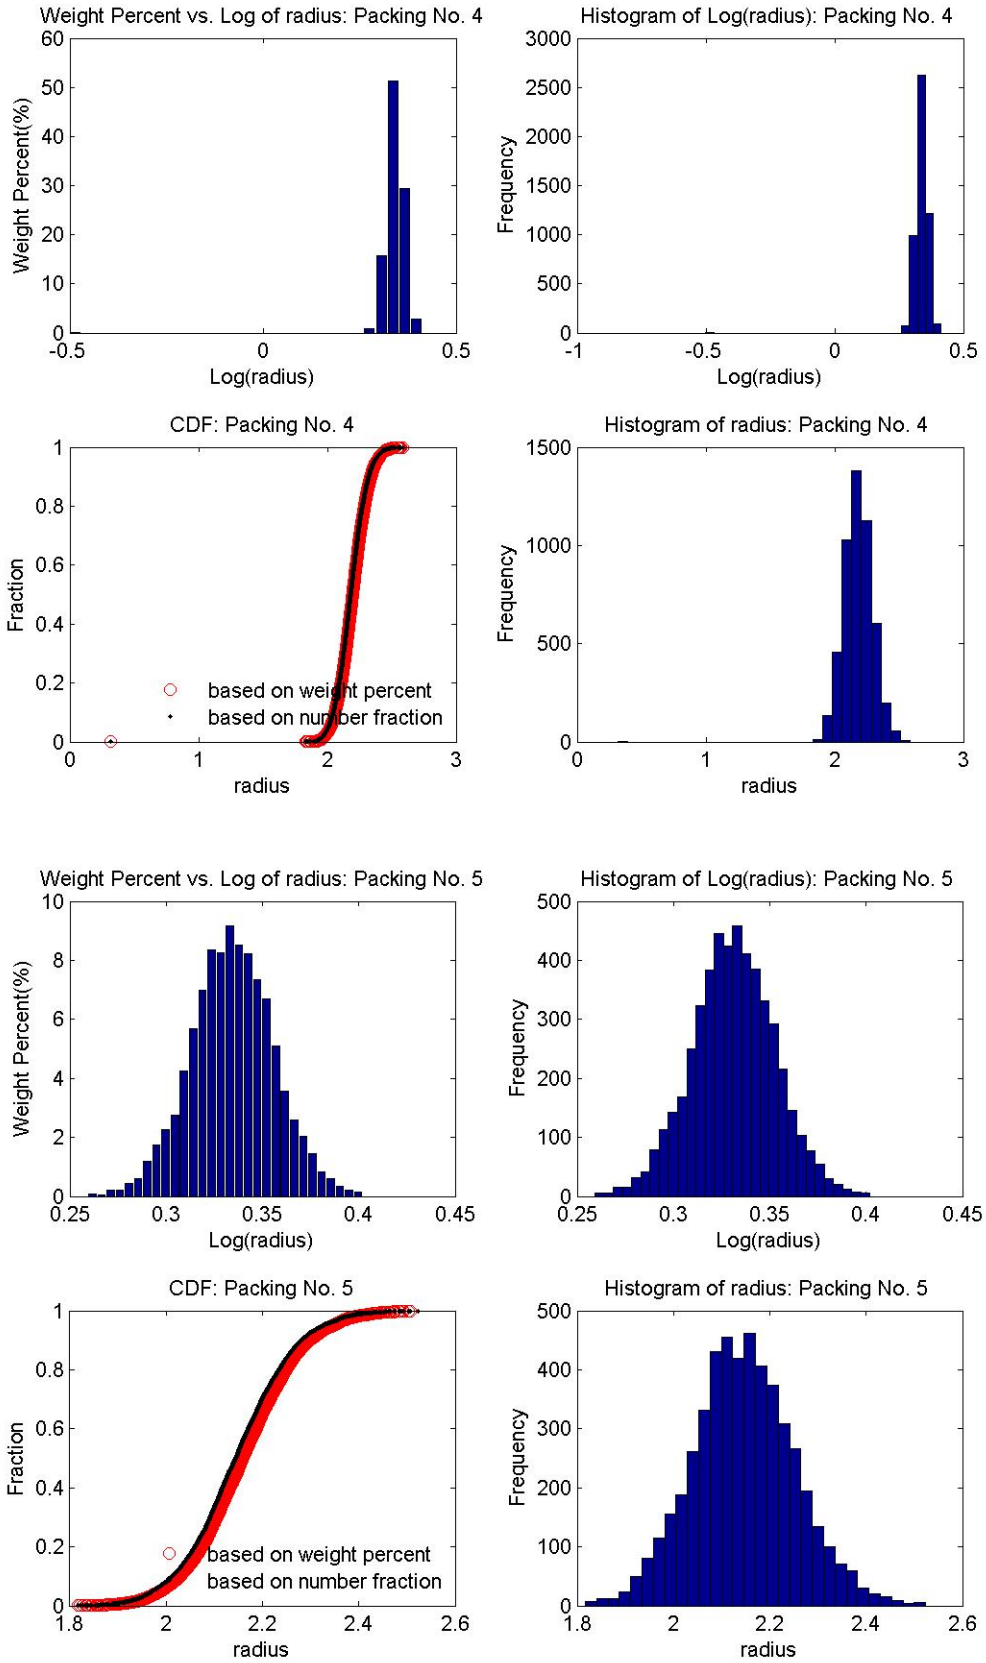 Weight Percent vs. Log of radius: Packing No. 4
60
50
40
30
20
10
0
Weight Percent(%)
-0.5 0 0.5
Log(radius)
Histogram of Log(radius): Packing No. 4
3000
2500
2000
1500
1000
500
0
Frequency
-1 -0.5 0 0.5
Log(radius)
CDF: Packing No. 4
1
0.8
0.6
0.4
0.2
0
Fraction
based on weight percent
based on number fraction
0 1 2 3
radius
Histogram of radius: Packing No. 4
1500
1000
500
0
Frequency
0 1 2 3
radius
Weight Percent vs. Log of radius: Packing No. 5
10
8
6
4
2
0
Weight Percent(%)
0.25 0.3 0.35 0.4 0.45
Log(radius)
Histogram of Log(radius): Packing No. 5
500
400
300
200
100
0
Frequency
0.25 0.3 0.35 0.4 0.45
Log(radius)
CDF: Packing No. 5
1
0.8
0.6
0.4
0.2
0
Fraction
based on weight percent
based on number fraction
1.8 2 2.2 2.4 2.6
radius
Histogram of radius: Packing No. 5
500
400
300
200
100
0
Frequency
1.8 2 2.2 2.4 2.6
radius